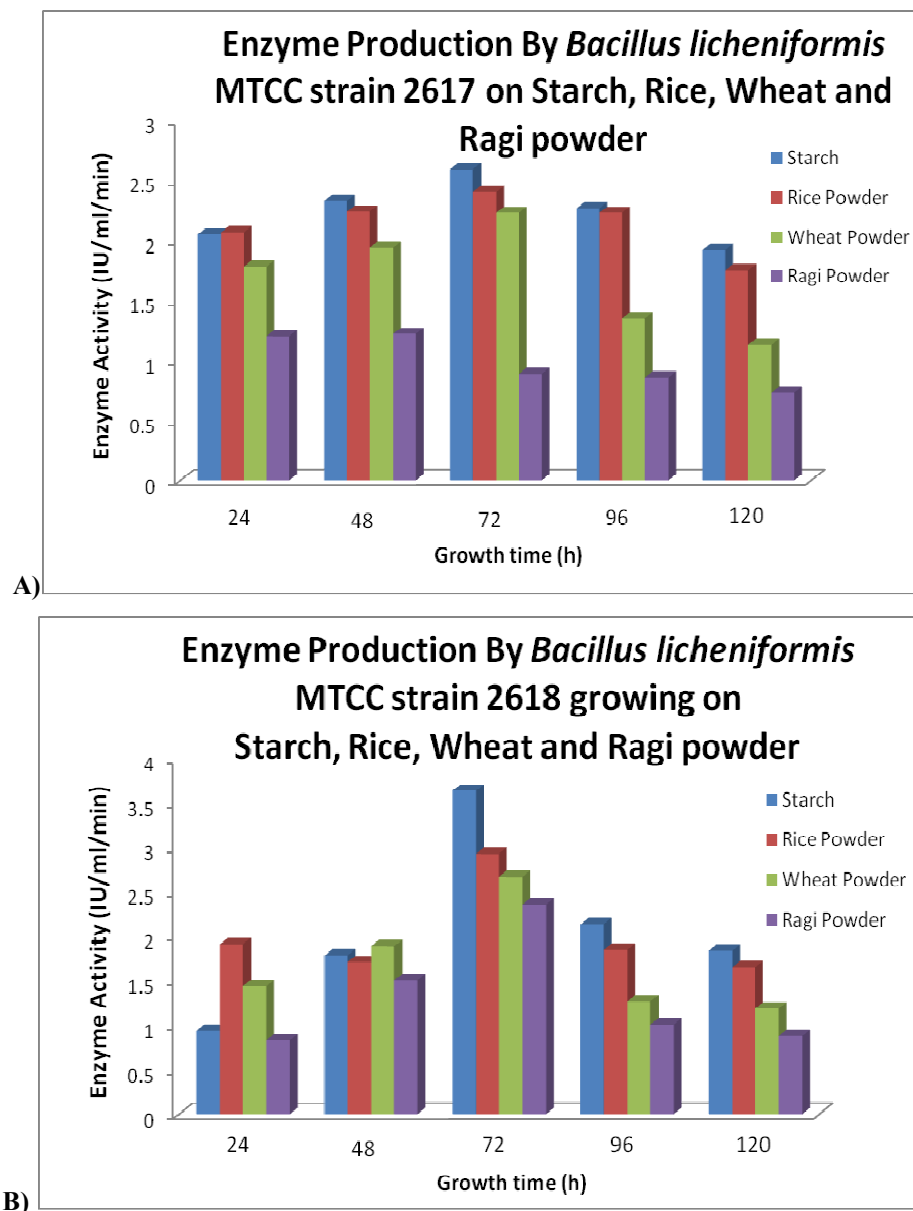 Enzyme Production By Bacillus licheniformis
MTCC strain 2617 on Starch, Rice, Wheat and
Ragi powder
3
2.5
2
1.5
1
0.5
0
Enzyme Activity (IU/ml/min)
Starch
Rice Powder
Wheat Powder
Ragi Powder
24 48 72 96 120
Growth time (h)
A)
Enzyme Production By Bacillus licheniformis
MTCC strain 2618 growing on
Starch, Rice, Wheat and Ragi powder
4
3.5
3
2.5
2
1.5
1
0.5
0
Enzyme Activity (IU/ml/min)
Starch
Rice Powder
Wheat Powder
Ragi Powder
24 48 72 96 120
Growth time (h)
B)